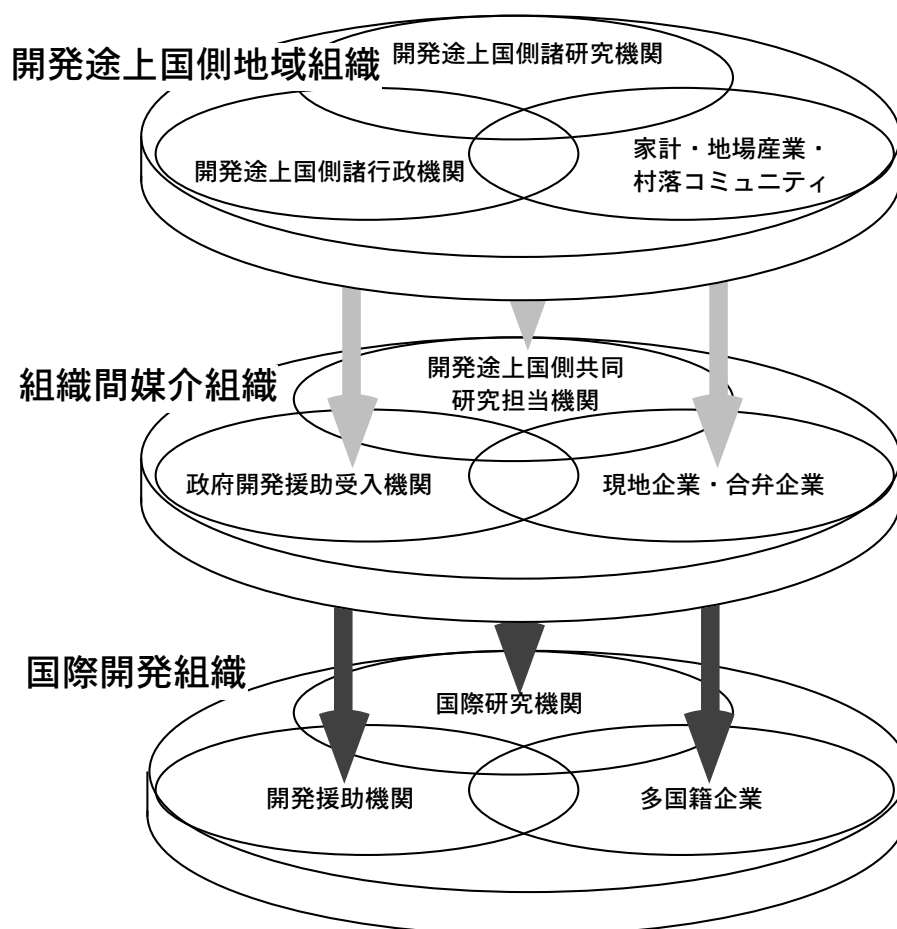 開発途上国側地域組織
開発途上国側諸研究機関
開発途上国側諸行政機関
家計・地場産業・
村落コミュニティ
組織間媒介組織
開発途上国側共同
研究担当機関
政府開発援助受入機関
現地企業・合弁企業
国際開発組織
国際研究機関
開発援助機関
多国籍企業